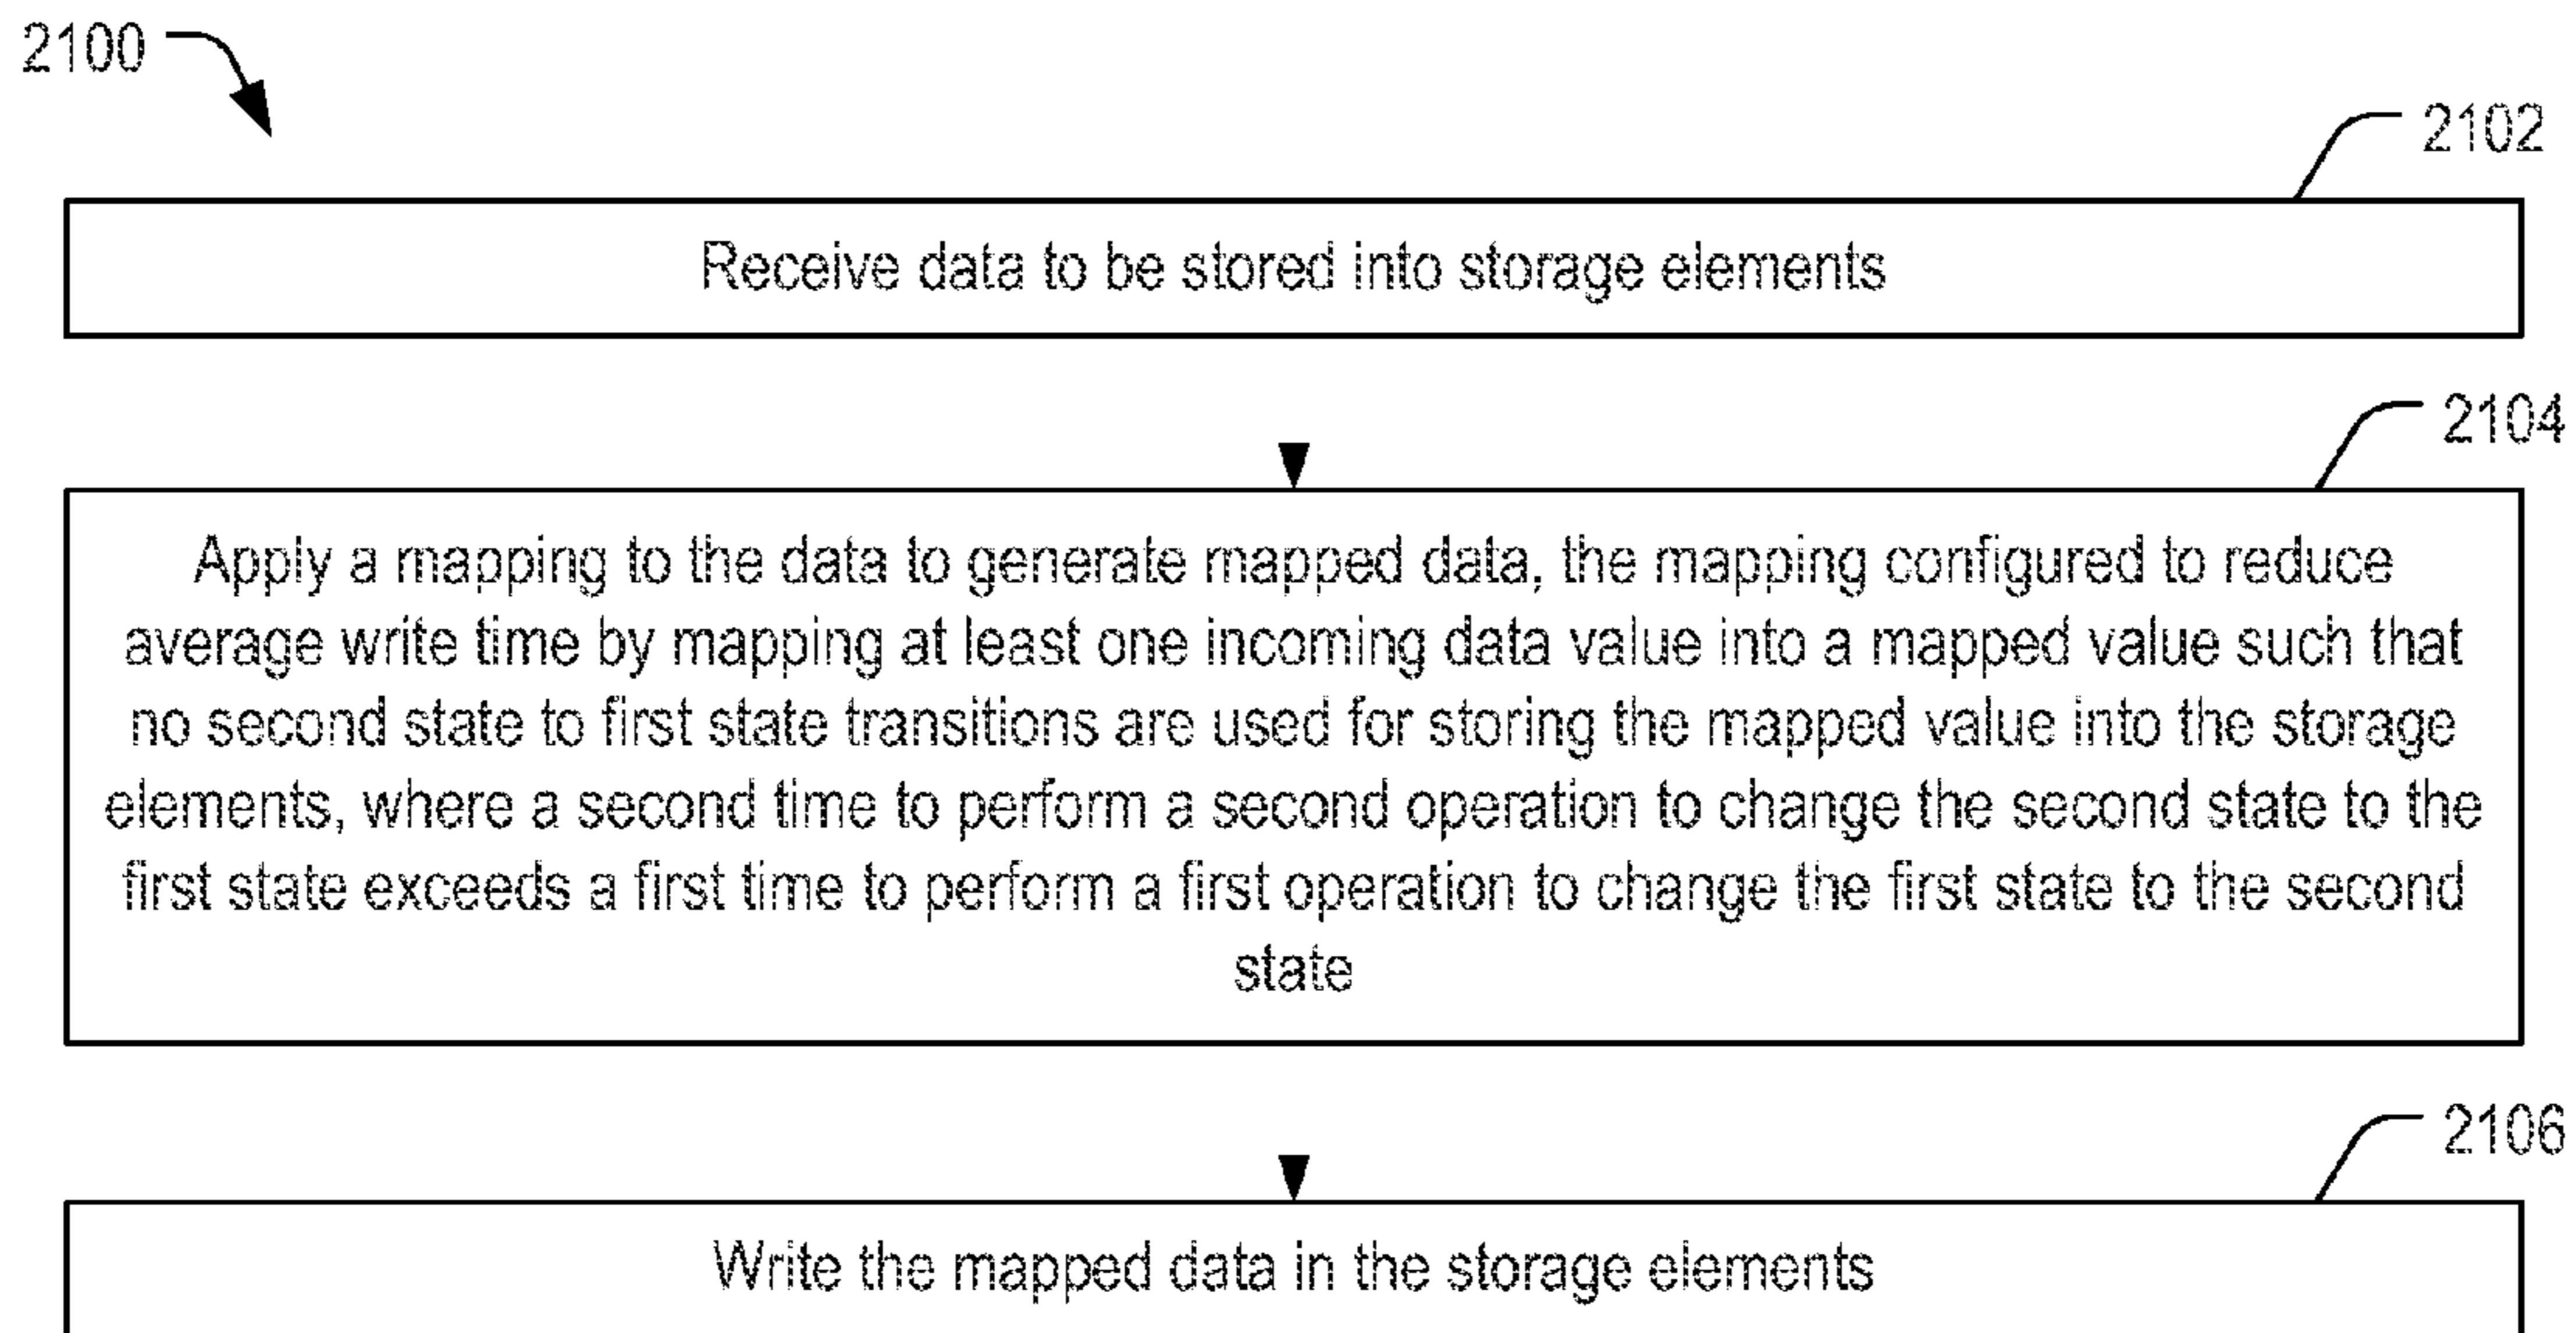 2100
2102
Receive data to be stored into storage elements
2104
Apply a mapping to the data to generate mapped data, the mapping configured to reduce
average write time by mapping at least one incoming data value into a mapped value such that
no second state to first state transitions are used for storing the mapped value into the storage
elements, where a second time to perform a second operation to change the second state to the
first state exceeds a first time to perform a first operation to change the first state to the second
state
2106
Write the mapped data in the storage elements